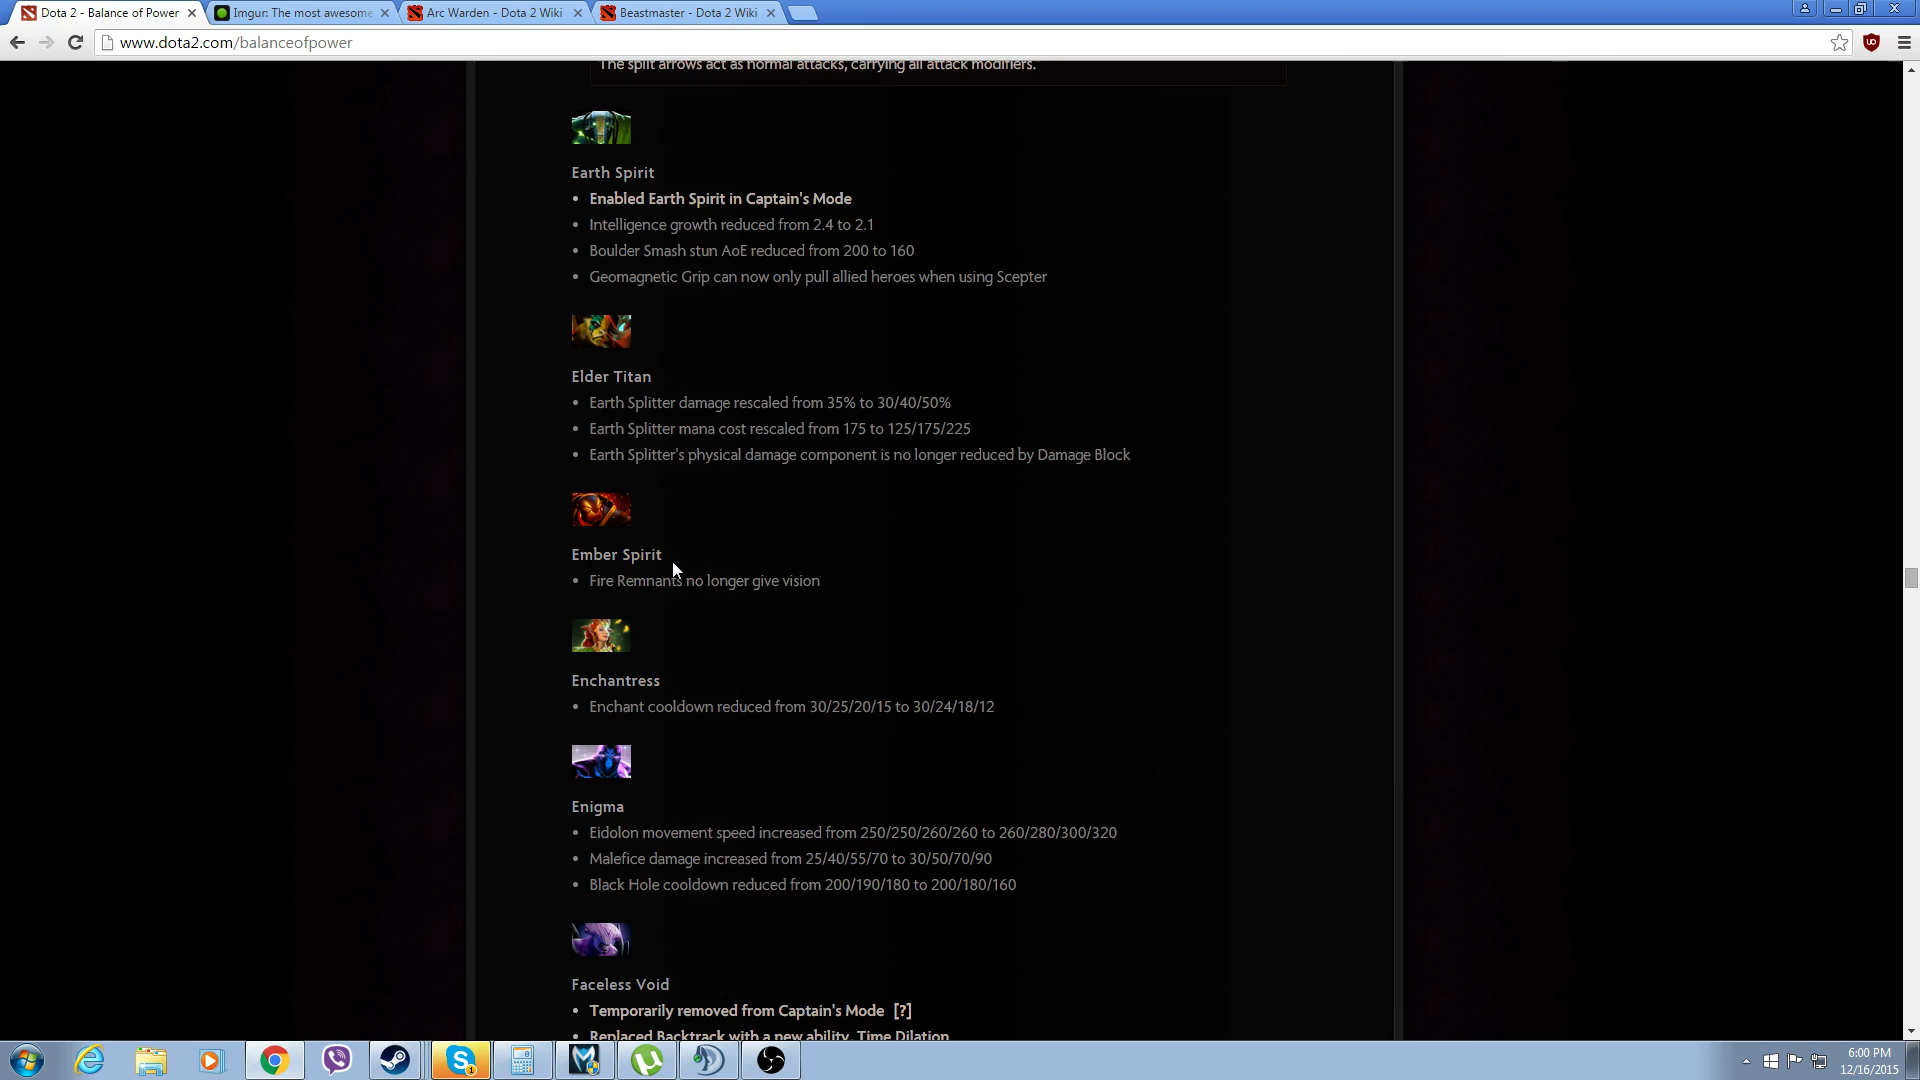 Dota 2 - Balance of Power
Imgur: The most awesome
Arc Warden - Dota 2 Wiki
Beastmaster - Dota 2 Wiki
www.dota2.com/balanceofpower
The split arrows act as normal attacks, carrying all attack modifiers.
Earth Spirit
• Enabled Earth Spirit in Captain's Mode
• Intelligence growth reduced from 2.4 to 2.1
• Boulder Smash stun AoE reduced from 200 to 160
• Geomagnetic Grip can now only pull allied heroes when using Scepter
Elder Titan
• Earth Splitter damage rescaled from 35% to 30/40/50%
• Earth Splitter mana cost rescaled from 175 to 125/175/225
• Earth Splitter's physical damage component is no longer reduced by Damage Block
Ember Spirit
• Fire Remnants no longer give vision
Enchantress
• Enchant cooldown reduced from 30/25/20/15 to 30/24/18/12
Enigma
• Eidolon movement speed increased from 250/250/260/260 to 260/280/300/320
• Malefice damage increased from 25/40/55/70 to 30/50/70/90
• Black Hole cooldown reduced from 200/190/180 to 200/180/160
Faceless Void
• Temporarily removed from Captain's Mode [?]
• Replaced Backtrack with a new ability, Time Dilation
6:00 PM
12/16/2015